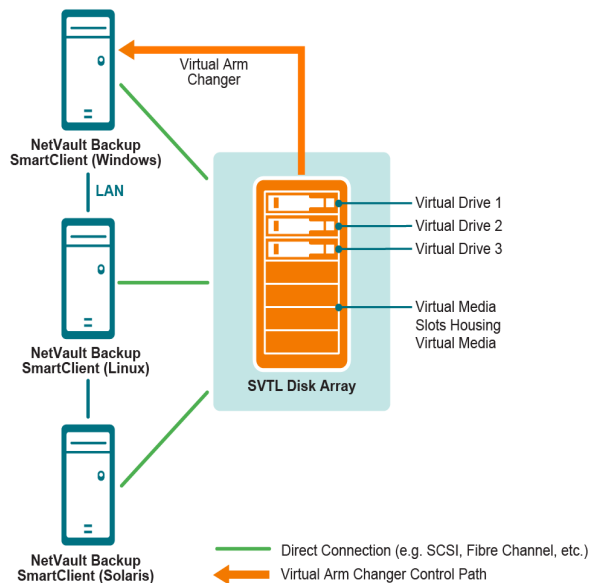 Virtual Arm
Changer
NetVault Backup
SmartClient (Windows)
LAN
Virtual Drive 1
Virtual Drive 2
Virtual Drive 3
Virtual Media
Slots Housing
Virtual Media
NetVault Backup
SmartClient (Linux)
SVTL Disk Array
NetVault Backup
SmartClient (Solaris)
Direct Connection (e.g. SCSI, Fibre Channel, etc.)
Virtual Arm Changer Control Path